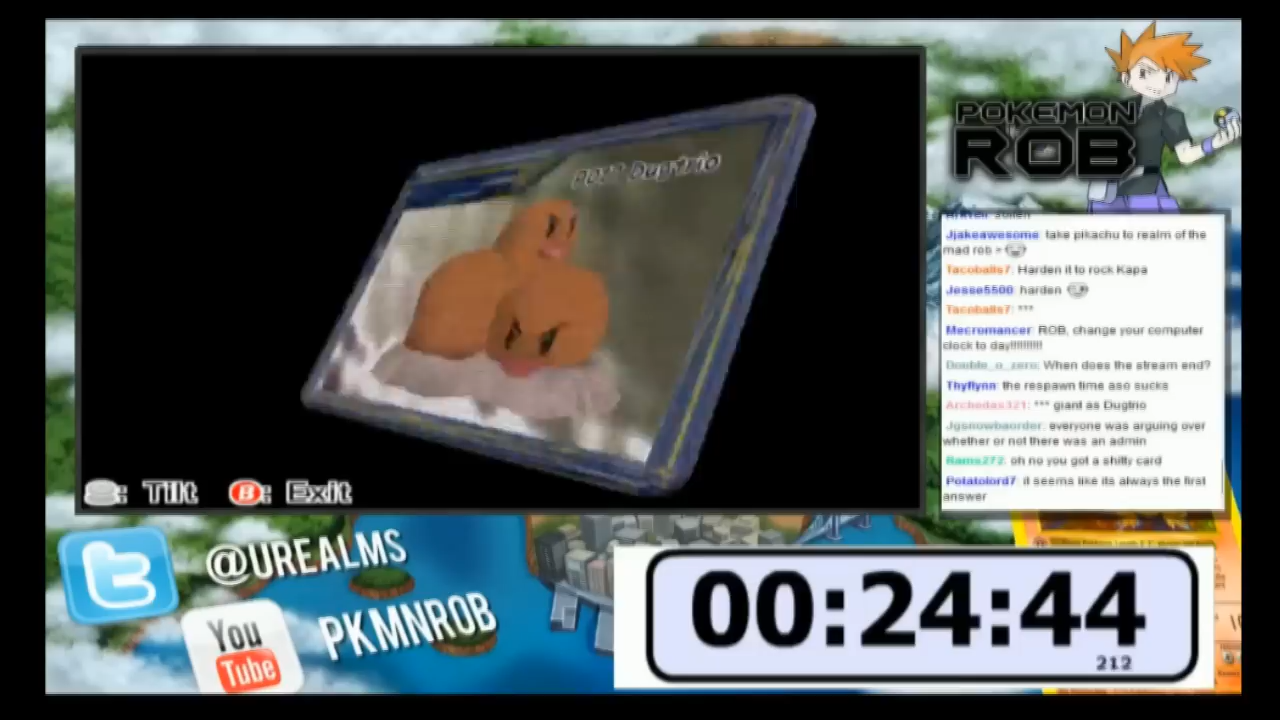 Dugtrio
Tilt
B: Exit
POKEMON
ROB
Jjakeawesome: take pikachu to realm of the
mad rob >
Tacoballs7: Harden it to rock Kapa
Jesse5500: harden
Tacoballs7: ***
Mecromancer: ROB, change your computer
clock to day!!!!!!!!!!
Double_o_zero: When does the stream end?
Thyflynn: the respawn time aso sucks
Archedas321: *** giant as Dugtrio
Jgsnowbaorder: everyone was arguing over
whether or not there was an admin
Rams272: oh no you got a shitty card
Potatolord7: it seems like its always the first
answer
@UREALMS
You
Tube
PKMNROB
00:24:44
212